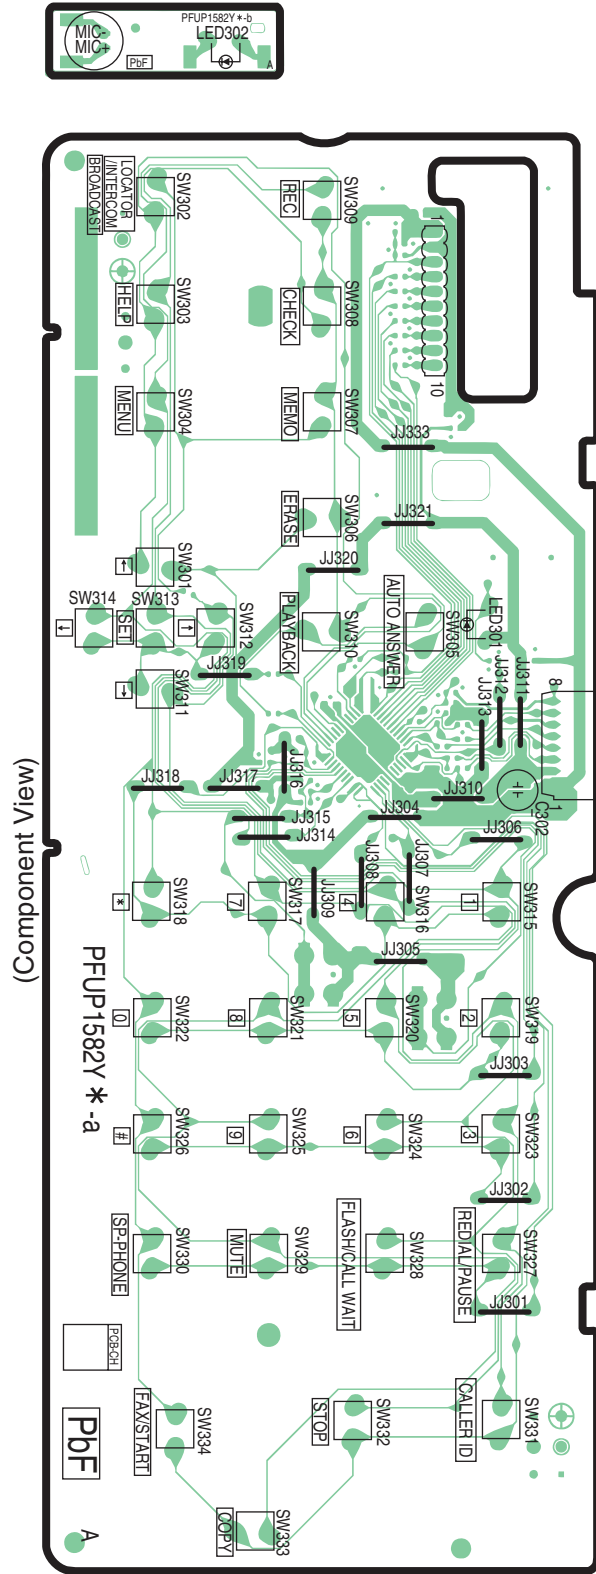 PFUP1582Y*-b
MIC-
MIC+
LED302
PbF
A
LOCATOR
/INTERCOM
BROADCAST
SW302
REC
SW309
1
HELP
SW303
CHECK
SW308
10
MENU
SW304
MEMO
SW307
JJ333
ERASE
SW306
JJ321
SW301
JJ320
SW314
SW313
SW312
SET
PLAYBACK
SW310
AUTO ANSWER
SW305
LED301
JJ319
SW311
JJ313
JJ312
JJ311
8
JJ318
JJ317
JJ316
JJ310
1
C302
JJ315
JJ314
JJ304
JJ306
(Component View)
JJ309
JJ308
JJ307
*
SW318
7
SW317
4
SW316
1
SW315
JJ305
PFUP1582Y*-a
0
SW322
8
SW321
5
SW320
2
SW319
JJ303
#
SW326
9
SW325
6
SW324
3
SW323
JJ302
SP-PHONE
SW330
MUTE
SW329
FLASH/CALL WAIT
SW328
REDIAL/PAUSE
SW327
JJ301
PCB-CH
PbF
FAX/START
SW334
STOP
SW332
CALLER ID
SW331
COPY
SW333
A